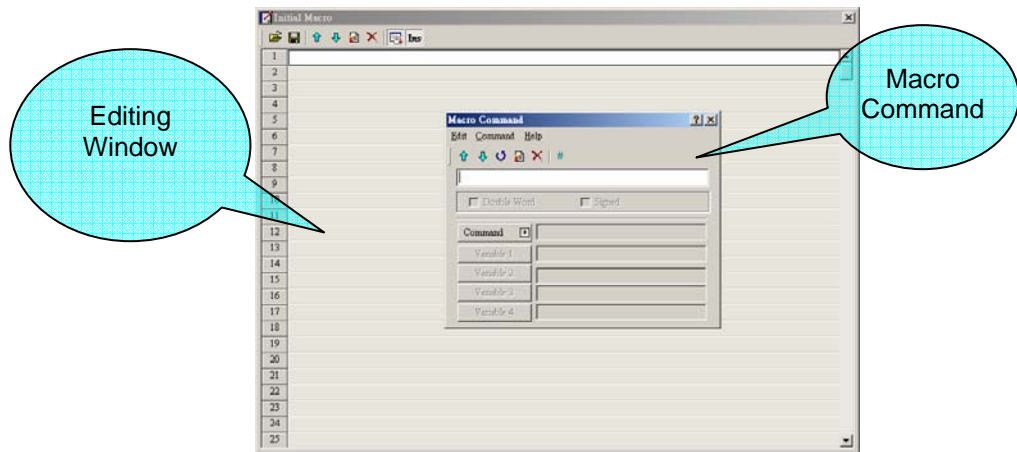 Initial Macro
Ins
1
2
3
4
5
6
7
8
9
10
11
12
13
14
15
16
17
18
19
20
21
22
23
24
25
Editing
Window
Macro
Command
Macro Command
Edit Command Help
#
Double Word Signed
Command
Variable 1
Variable 2
Variable 3
Variable 4